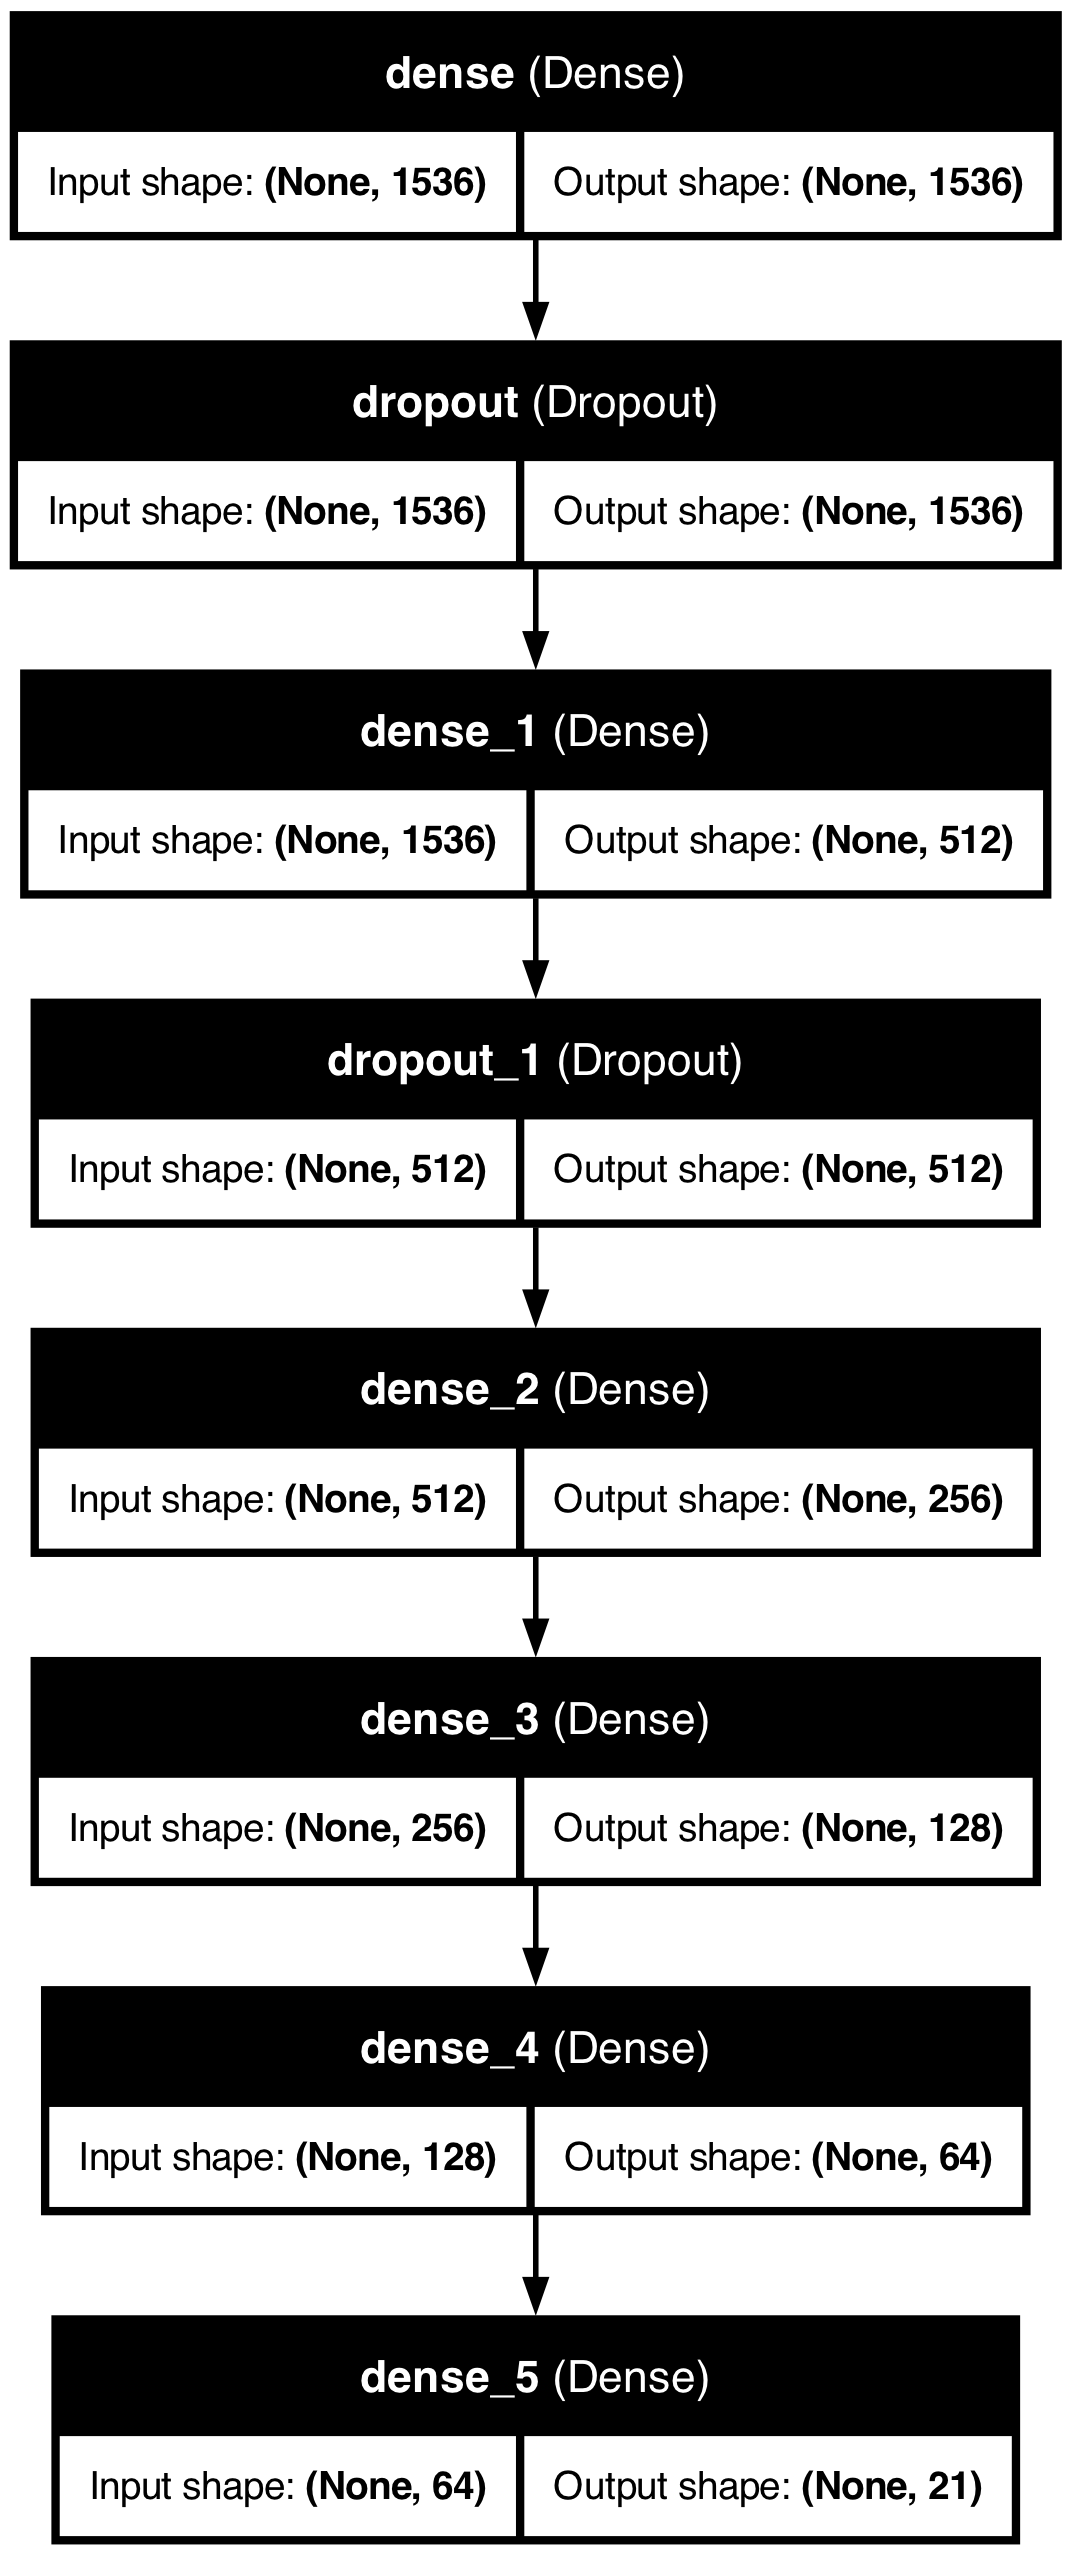 dense (Dense)
Input shape: (None, 1536) Output shape: (None, 1536)
dropout (Dropout)
Input shape: (None, 1536) Output shape: (None, 1536)
dense_1 (Dense)
Input shape: (None, 1536) Output shape: (None, 512)
dropout_1 (Dropout)
Input shape: (None, 512) Output shape: (None, 512)
dense_2 (Dense)
Input shape: (None, 512) Output shape: (None, 256)
dense_3 (Dense)
Input shape: (None, 256) Output shape: (None, 128)
dense_4 (Dense)
Input shape: (None, 128) Output shape: (None, 64)
dense_5 (Dense)
Input shape: (None, 64) Output shape: (None, 21)